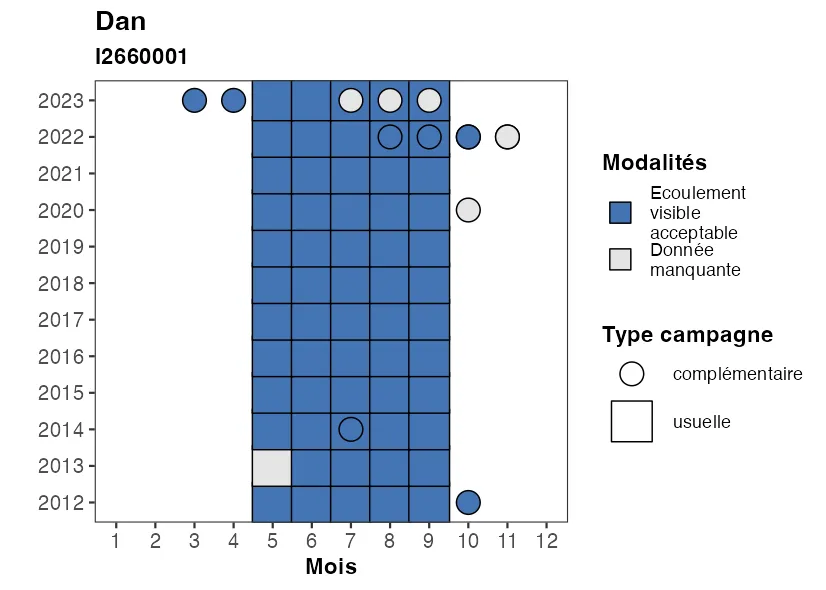 Dan
I2660001
2023
2022
2021
2020
2019
2018
2017
2016
2015
2014
2013
2012
1 2 3 4 5 6 7 8 9 10 11 12
Mois
Modalités
Ecoulement
visible
acceptable
Donnée
manquante
Type campagne
complémentaire
usuelle